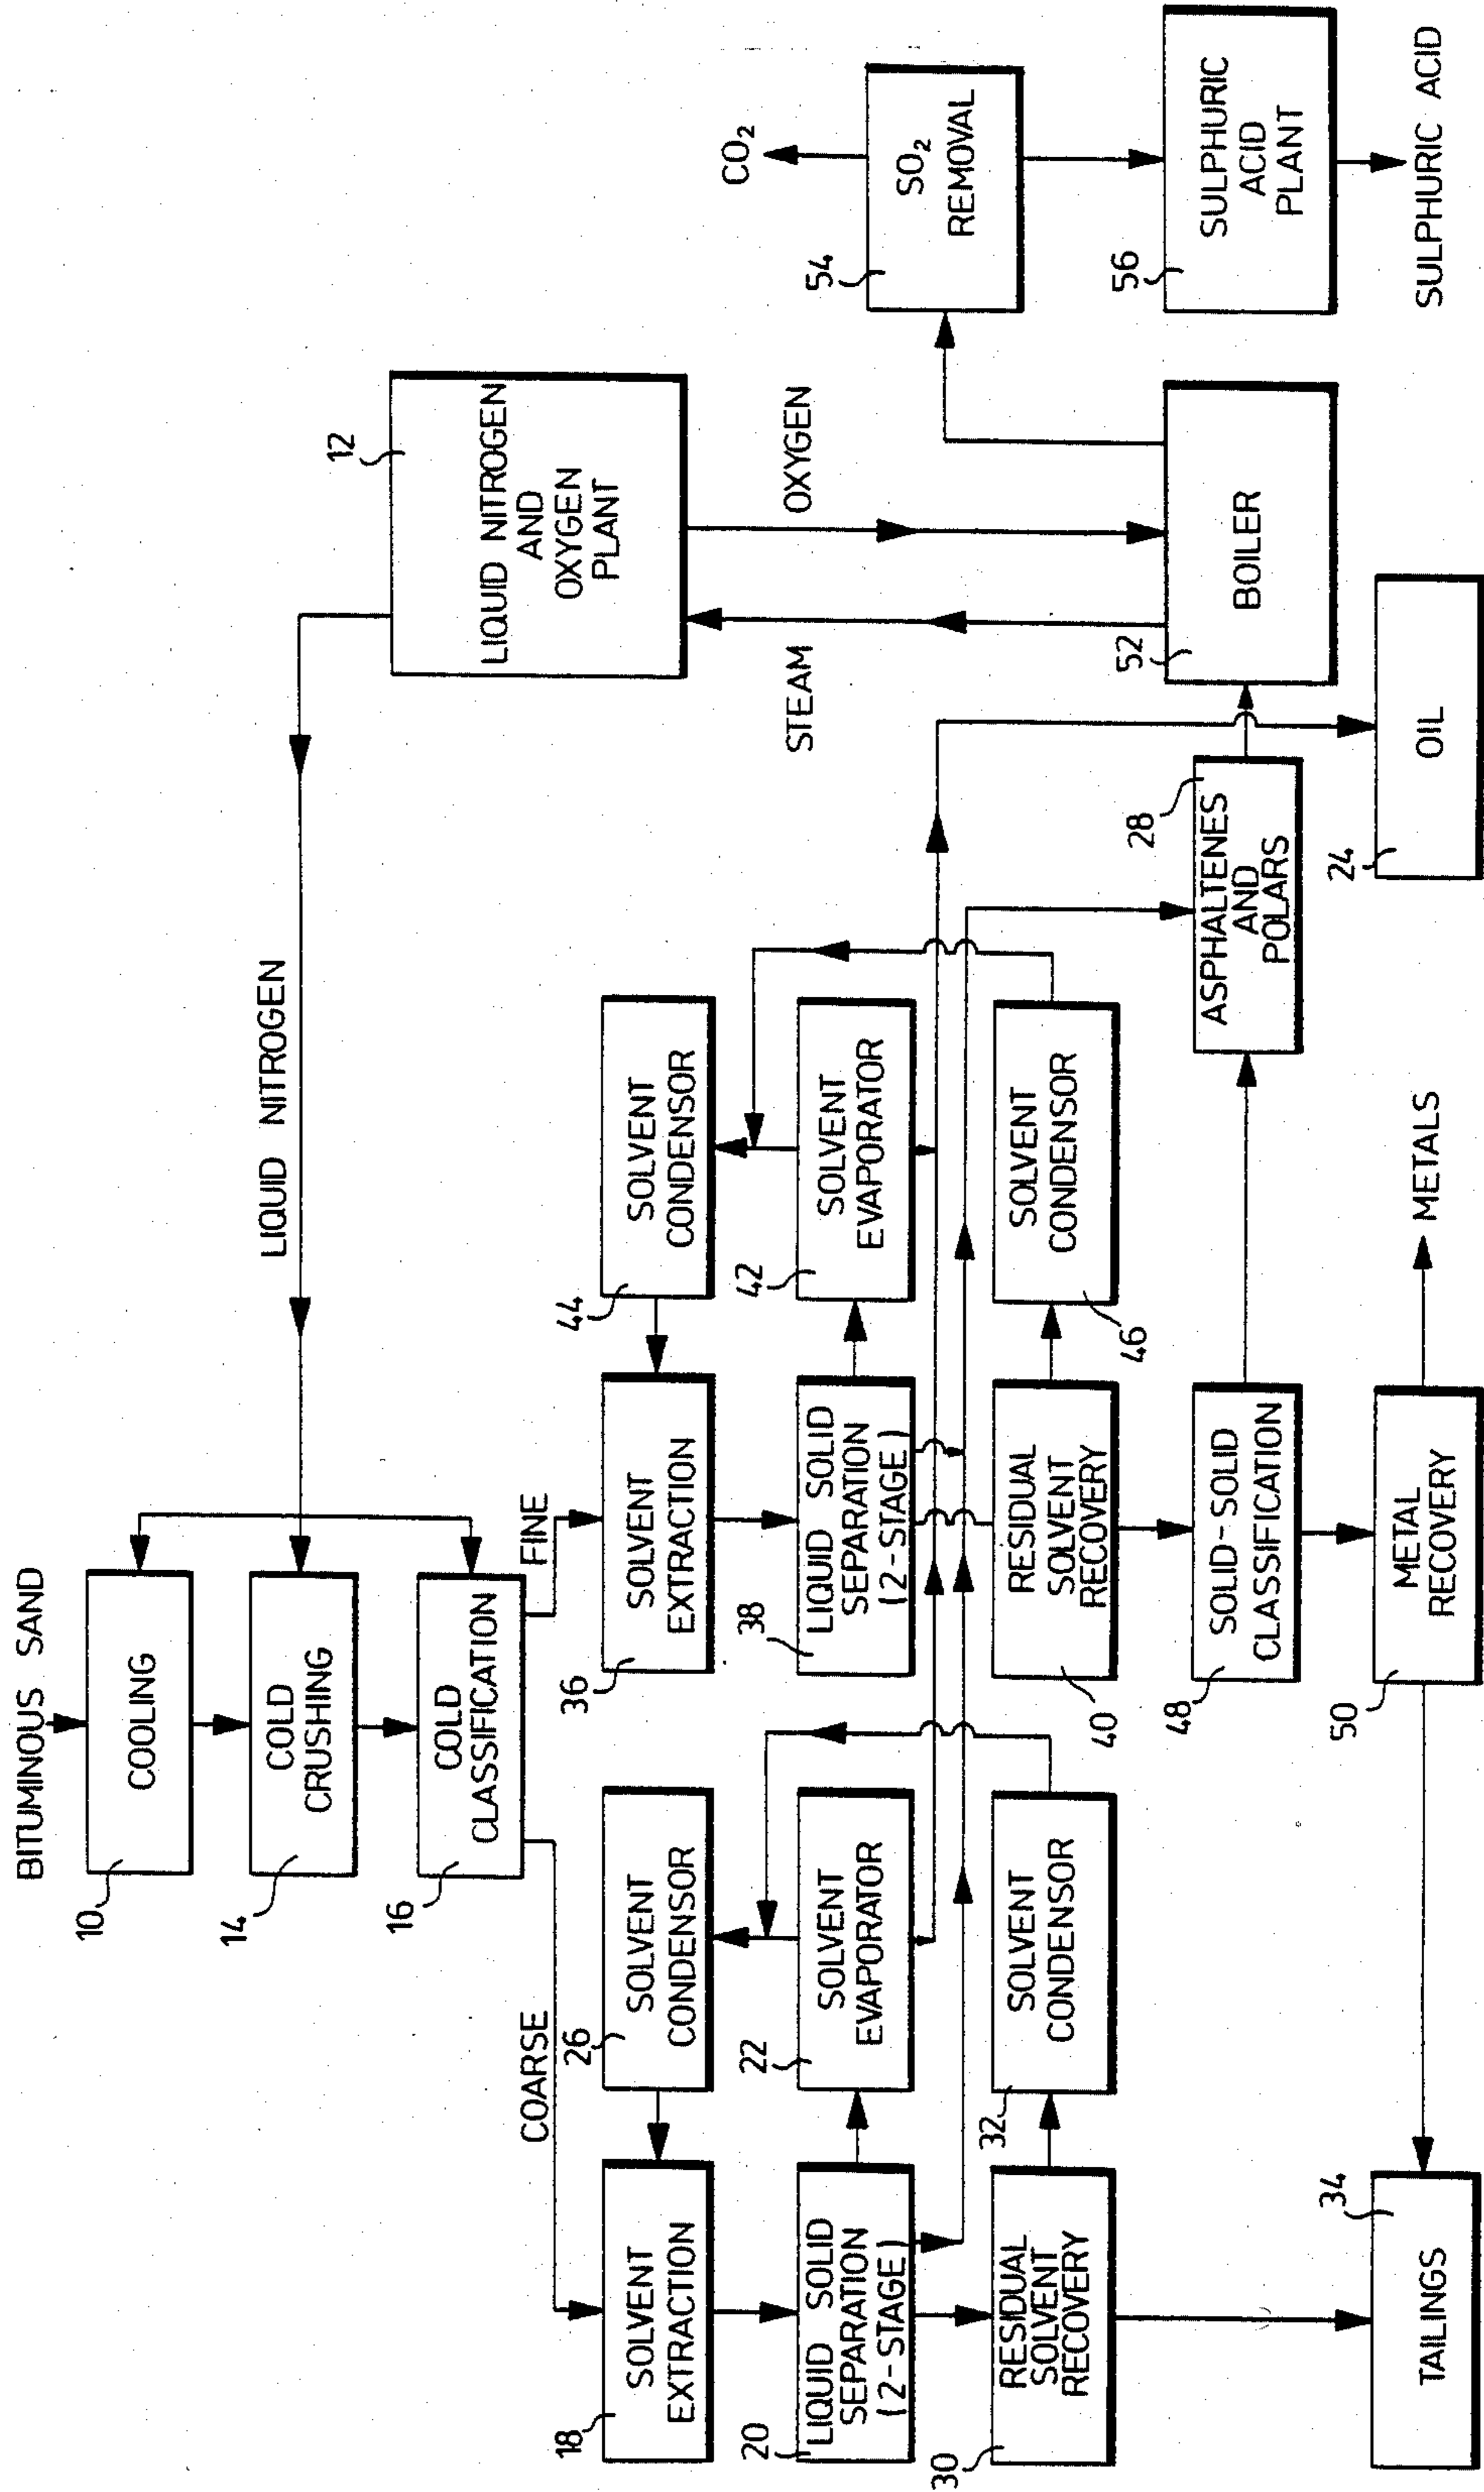 BITUMINOUS SAND
10
COOLING
14
COLD
CRUSHING
16
COLD
CLASSIFICATION
LIQUID NITROGEN
12
LIQUID NITROGEN
AND
OXYGEN
PLANT
COARSE
FINE
18
SOLVENT
EXTRACTION
26
SOLVENT
CONDENSOR
36
SOLVENT
EXTRACTION
44
SOLVENT
CONDENSOR
STEAM
OXYGEN
CO2
20
LIQUID SOLID
SEPARATION
(2-STAGE)
22
SOLVENT
EVAPORATOR
38
LIQUID SOLID
SEPARATION
(2-STAGE)
42
SOLVENT
EVAPORATOR
54
SO2
REMOVAL
30
RESIDUAL
SOLVENT
RECOVERY
32
SOLVENT
CONDENSOR
40
RESIDUAL
SOLVENT
RECOVERY
46
SOLVENT
CONDENSOR
48
SOLID-SOLID
CLASSIFICATION
28
ASPHALTENES
AND
POLARS
52
BOILER
56
SULPHURIC
ACID
PLANT
34
TAILINGS
50
METAL
RECOVERY
METALS
24
OIL
SULPHURIC ACID